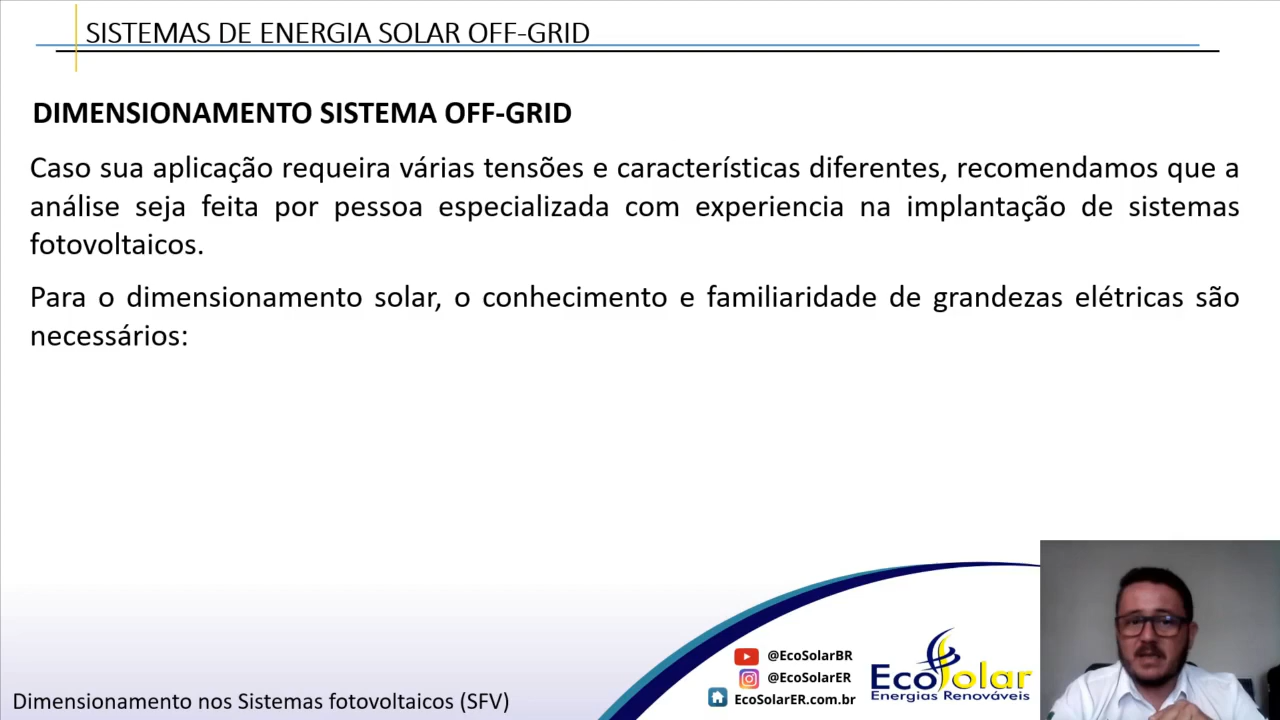 SISTEMAS DE ENERGIA SOLAR OFF-GRID
DIMENSIONAMENTO SISTEMA OFF-GRID
Caso sua aplicação requeira várias tensões e características diferentes, recomendamos que a
análise seja feita por pessoa especializada com experiencia na implantação de sistemas
fotovoltaicos.
Para o dimensionamento solar, o conhecimento e familiaridade de grandezas elétricas são
necessários:
@EcoSolarBR
@EcoSolarER
EcoSolarER.com.br
EcoSolar
Energias Renováveis
Dimensionamento nos Sistemas fotovoltaicos (SFV)